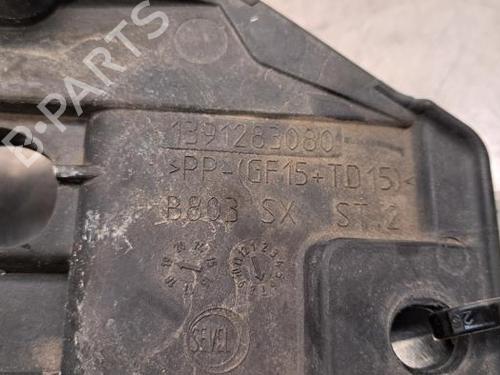 1391283080
>PP-(GF15+TD15)<
B803 SX ST.2
SEVEL
B-PARTS